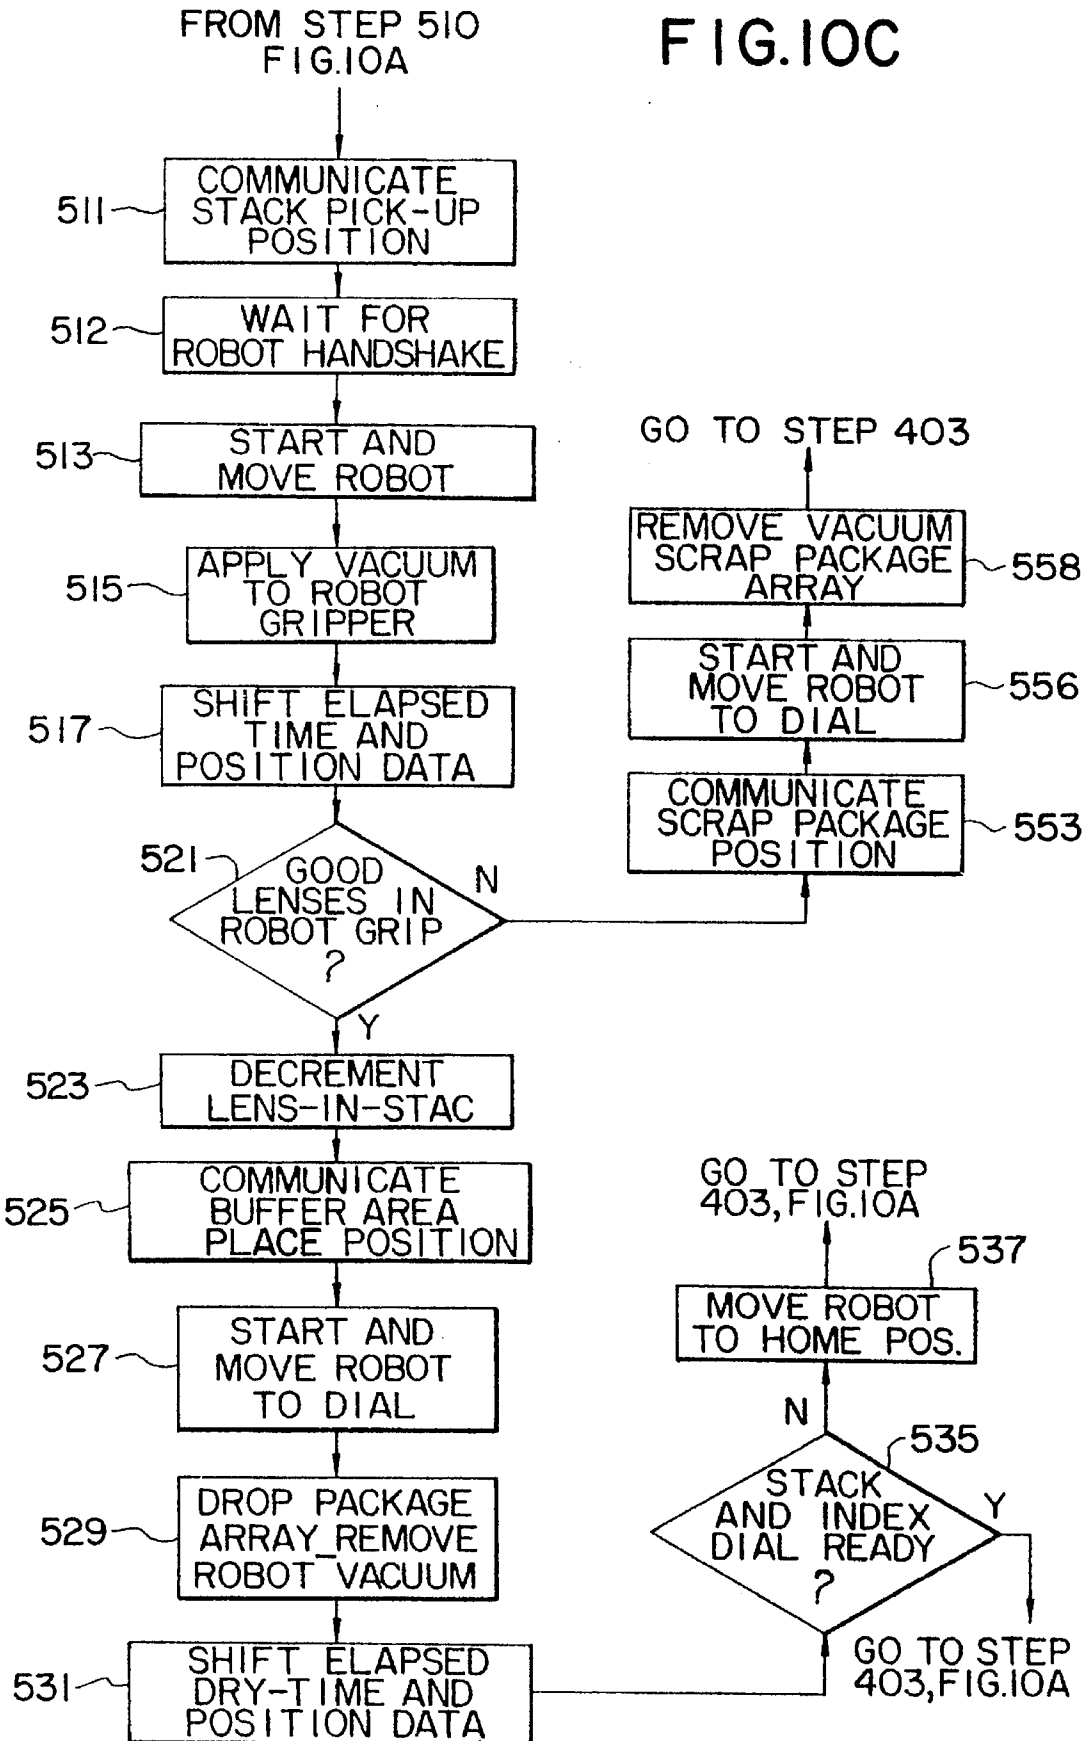 FROM STEP 510
FIG.10A
FIG.10C
511
COMMUNICATE
STACK PICK-UP
POSITION
512
WAIT FOR
ROBOT HANDSHAKE
513
START AND
MOVE ROBOT
515
APPLY VACUUM
TO ROBOT
GRIPPER
517
SHIFT ELAPSED
TIME AND
POSITION DATA
521
GOOD
LENSES IN
ROBOT GRIP
?
N
Y
GO TO STEP 403
REMOVE VACUUM
SCRAP PACKAGE
ARRAY
558
START AND
MOVE ROBOT
TO DIAL
556
COMMUNICATE
SCRAP PACKAGE
POSITION
553
523
DECREMENT
LENS-IN-STAC
525
COMMUNICATE
BUFFER AREA
PLACE POSITION
527
START AND
MOVE ROBOT
TO DIAL
529
DROP PACKAGE
ARRAY_REMOVE
ROBOT VACUUM
531
SHIFT ELAPSED
DRY-TIME AND
POSITION DATA
GO TO STEP
403,FIG.10A
537
MOVE ROBOT
TO HOME POS.
N
535
STACK
AND INDEX
DIAL READY
?
Y
GO TO STEP
403,FIG.10A